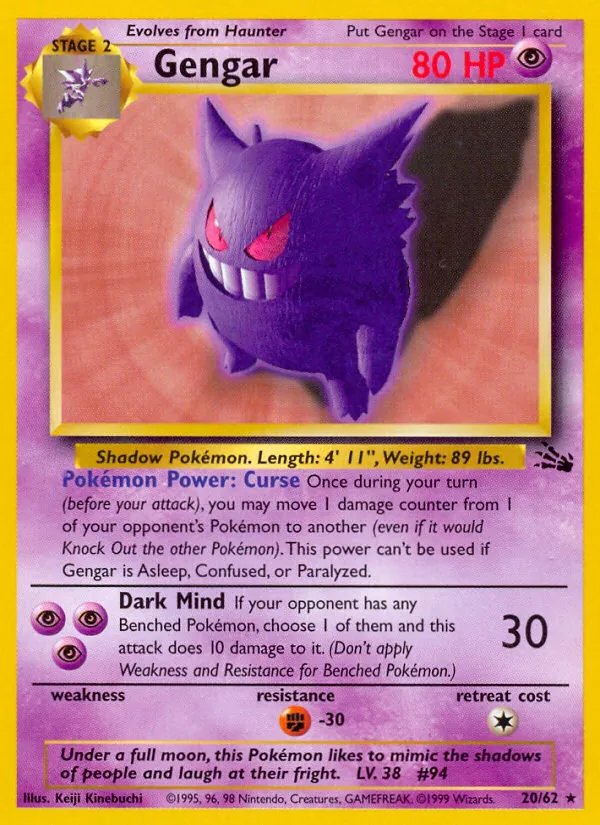 Evolves from Haunter Put Gengar on the Stage 1 card
STAGE 2
Gengar 80 HP
Shadow Pokémon. Length: 4' 11", Weight: 89 lbs.
Pokémon Power: Curse Once during your turn
(before your attack), you may move 1 damage counter from 1
of your opponent's Pokémon to another (even if it would
Knock Out the other Pokémon). This power can't be used if
Gengar is Asleep, Confused, or Paralyzed.
Dark Mind If your opponent has any
Benched Pokémon, choose 1 of them and this
attack does 10 damage to it. (Don't apply
Weakness and Resistance for Benched Pokémon.)
30
weakness resistance retreat cost
-30
Under a full moon, this Pokémon likes to mimic the shadows
of people and laugh at their fright. LV. 38 #94
Illus. Keiji Kinebuchi ©1995, 96, 98 Nintendo, Creatures, GAMEFREAK. ©1999 Wizards. 20/62 ★